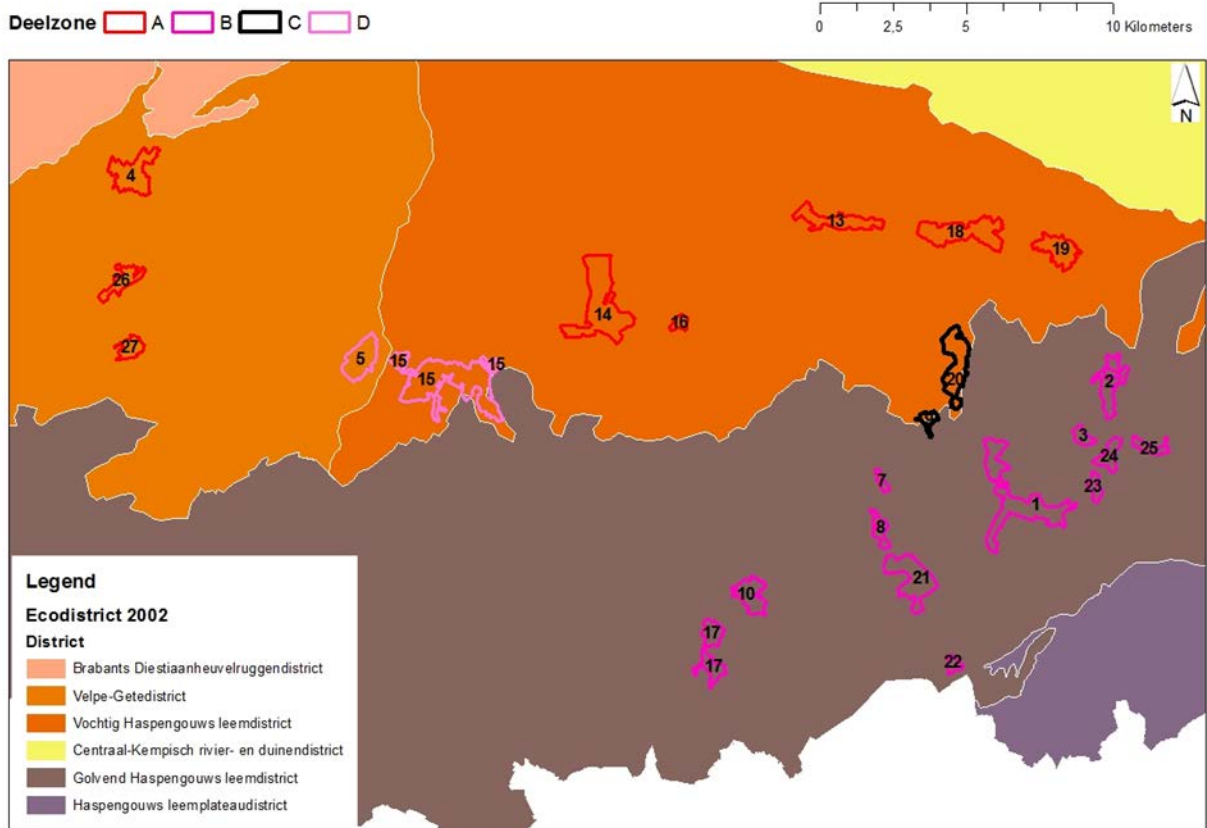 Deelzone A B C D
0 2,5 5 10 Kilometers
N
4
13
18
19
26
14
16
27
5
15
15
15
20
2
3
25
24
7
23
1
8
21
10
17
17
22
Legend
Ecodistrict 2002
District
Brabants Diestiaanheuvelruggendistrict
Velpe-Getedistrict
Vochtig Haspengouws leemdistrict
Centraal-Kempisch rivier- en duinendistrict
Golvend Haspengouws leemdistrict
Haspengouws leemplateaudistrict